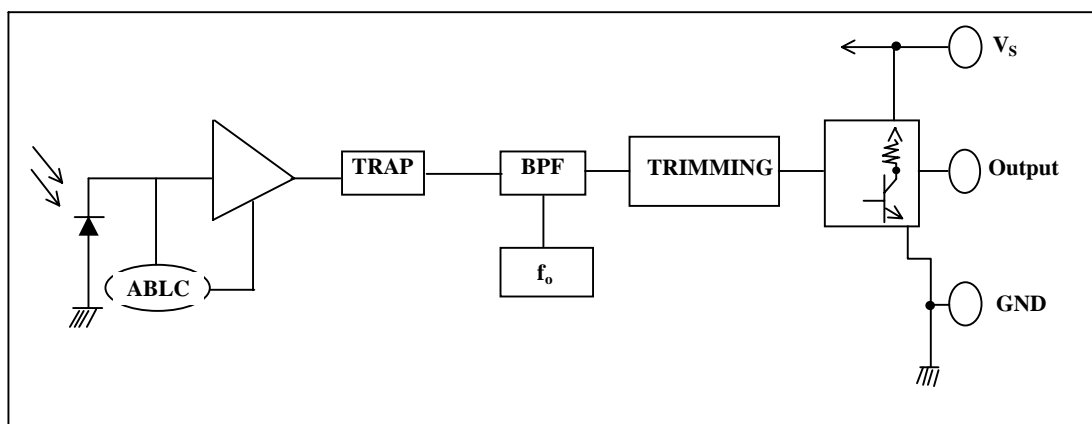 V_S
TRAP
BPF
TRIMMING
Output
ABLC
f_o
GND